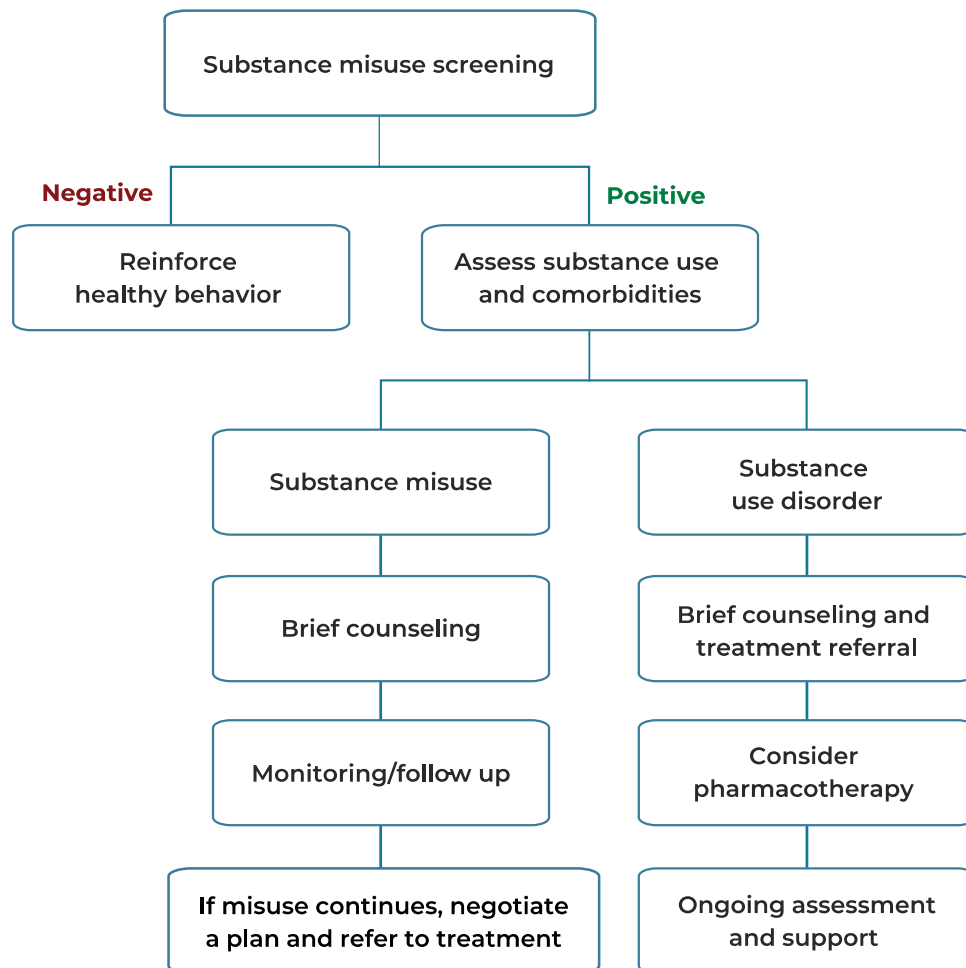 Substance misuse screening
Negative
Positive
Reinforce
healthy behavior
Assess substance use
and comorbidities
Substance misuse
Substance
use disorder
Brief counseling
Brief counseling and
treatment referral
Monitoring/follow up
Consider
pharmacotherapy
If misuse continues, negotiate
a plan and refer to treatment
Ongoing assessment
and support